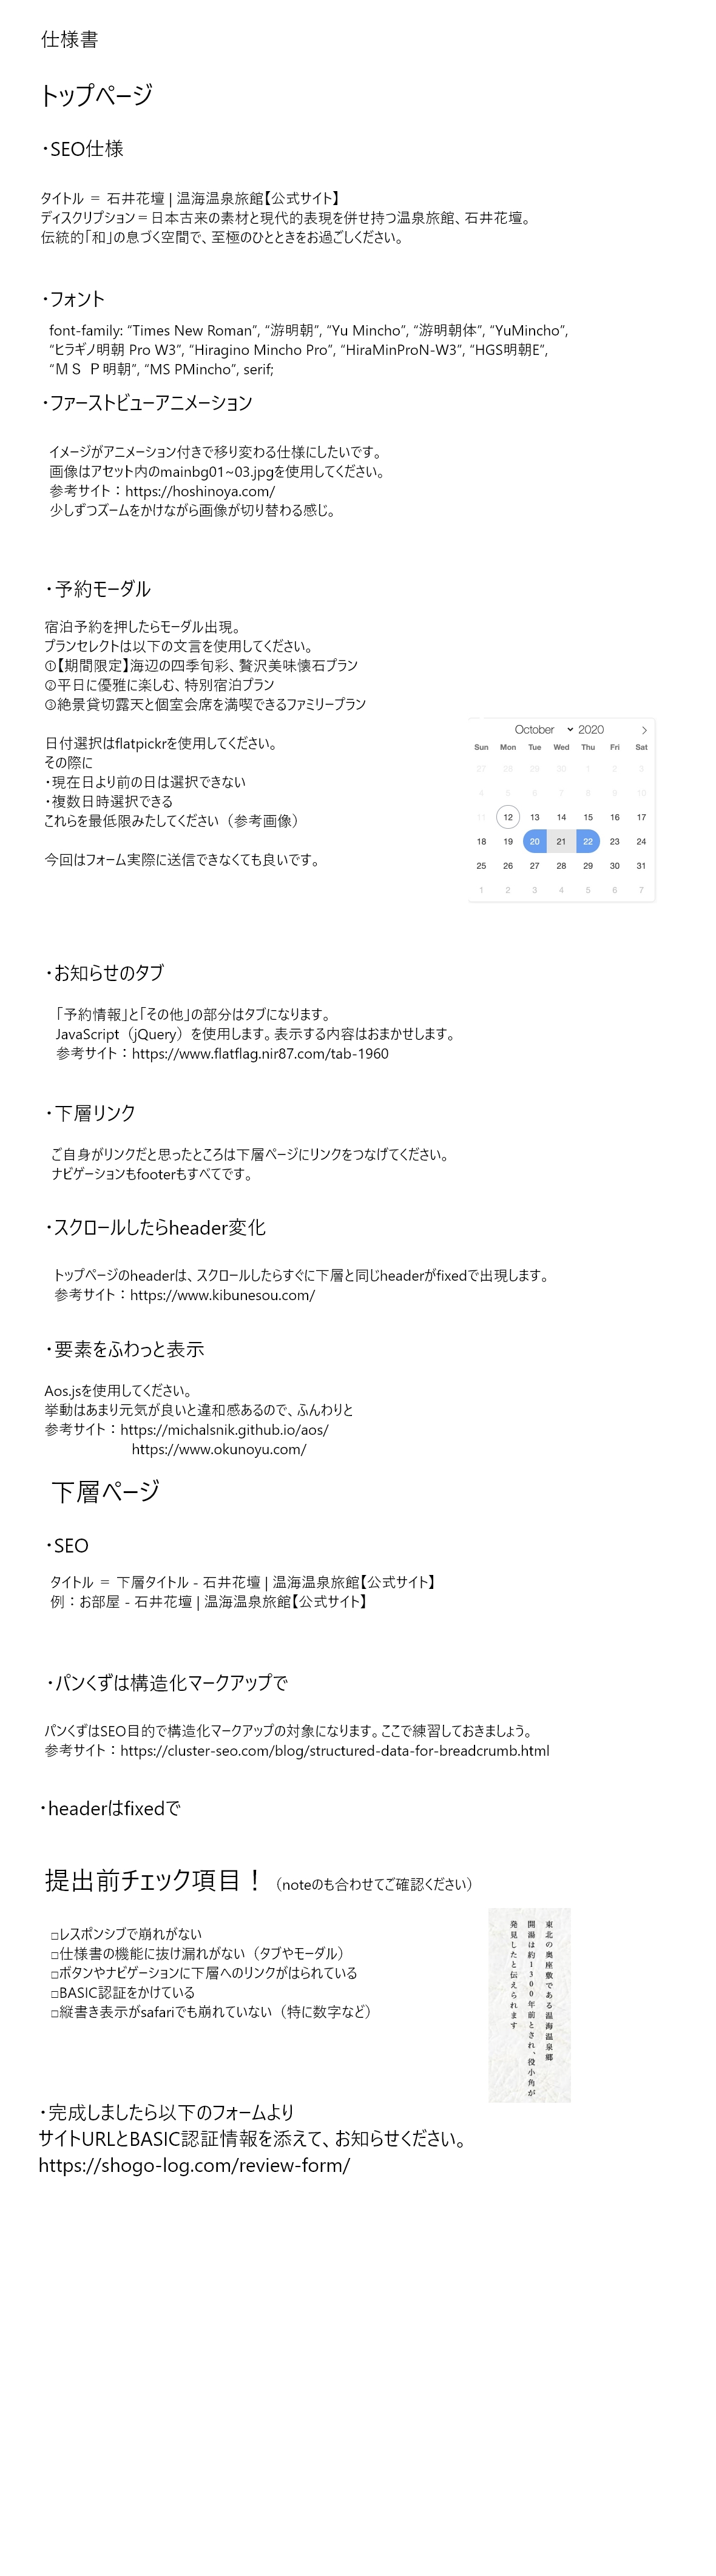 仕様書
トップページ
・SEO仕様
タイトル ＝ 石井花壇 | 温海温泉旅館【公式サイト】
ディスクリプション＝日本古来の素材と現代的表現を併せ持つ温泉旅館、石井花壇。
伝統的「和」の息づく空間で、至極のひとときをお過ごしください。
・フォント
font-family: “Times New Roman”, “游明朝”, “Yu Mincho”, “游明朝体”, “YuMincho”,
“ヒラギノ明朝 Pro W3”, “Hiragino Mincho Pro”, “HiraMinProN-W3”, “HGS明朝E”,
“ＭＳ Ｐ明朝”, “MS PMincho”, serif;
・ファーストビューアニメーション
イメージがアニメーション付きで移り変わる仕様にしたいです。
画像はアセット内のmainbg01~03.jpgを使用してください。
参考サイト：https://hoshinoya.com/
少しずつズームをかけながら画像が切り替わる感じ。
・予約モーダル
宿泊予約を押したらモーダル出現。
プランセレクトは以下の文言を使用してください。
①【期間限定】海辺の四季旬彩、贅沢美味懐石プラン
②平日に優雅に楽しむ、特別宿泊プラン
③絶景貸切露天と個室会席を満喫できるファミリープラン
日付選択はflatpickrを使用してください。
その際に
・現在日より前の日は選択できない
・複数日時選択できる
これらを最低限みたしてください（参考画像）
今回はフォーム実際に送信できなくても良いです。
October 2020
Sun Mon Tue Wed Thu Fri Sat
27 28 29 30 1 2 3
4 5 6 7 8 9 10
11 12 13 14 15 16 17
18 19 20 21 22 23 24
25 26 27 28 29 30 31
1 2 3 4 5 6 7
・お知らせのタブ
「予約情報」と「その他」の部分はタブになります。
JavaScript（jQuery）を使用します。表示する内容はおまかせします。
参考サイト：https://www.flatflag.nir87.com/tab-1960
・下層リンク
ご自身がリンクだと思ったところは下層ページにリンクをつなげてください。
ナビゲーションもfooterもすべてです。
・スクロールしたらheader変化
トップページのheaderは、スクロールしたらすぐに下層と同じheaderがfixedで出現します。
参考サイト：https://www.kibunesou.com/
・要素をふわっと表示
Aos.jsを使用してください。
挙動はあまり元気が良いと違和感あるので、ふんわりと
参考サイト：https://michalsnik.github.io/aos/
https://www.okunoyu.com/
下層ページ
・SEO
タイトル ＝ 下層タイトル - 石井花壇 | 温海温泉旅館【公式サイト】
例：お部屋 - 石井花壇 | 温海温泉旅館【公式サイト】
・パンくずは構造化マークアップで
パンくずはSEO目的で構造化マークアップの対象になります。ここで練習しておきましょう。
参考サイト：https://cluster-seo.com/blog/structured-data-for-breadcrumb.html
・headerはfixedで
提出前チェック項目！（noteのも合わせてご確認ください）
□レスポンシブで崩れがない
□仕様書の機能に抜け漏れがない（タブやモーダル）
□ボタンやナビゲーションに下層へのリンクがはられている
□BASIC認証をかけている
□縦書き表示がsafariでも崩れていない（特に数字など）
東北の奥座敷である温海温泉郷
開湯は約1300年前とされ、役小角が
発見したと伝えられます
・完成しましたら以下のフォームより
サイトURLとBASIC認証情報を添えて、お知らせください。
https://shogo-log.com/review-form/